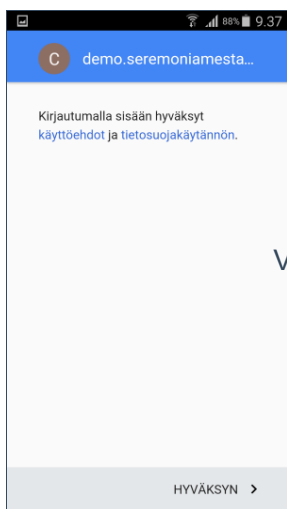 88% 9.37
C demo.seremoniamesta...
Kirjautumalla sisään hyväksyt
käyttöehdot ja tietosuojakäytännön.
V
HYVÄKSYN >